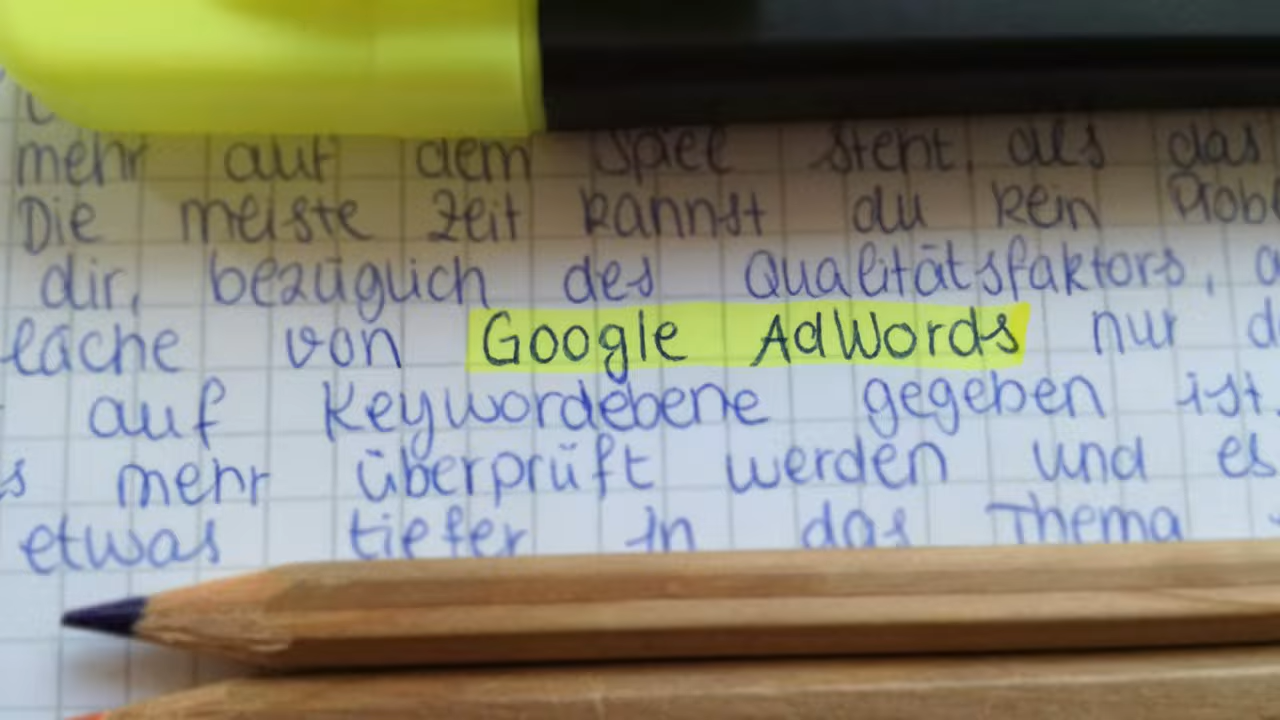 mehr auf dem Spiel steht, als das
Die meiste Zeit kannst du kein
dir, bezüglich des Qualitätsfaktors,
von Google AdWords nur
auf Keywordebene gegeben ist.
mehr überprüft werden und es
etwas tiefer in das Thema